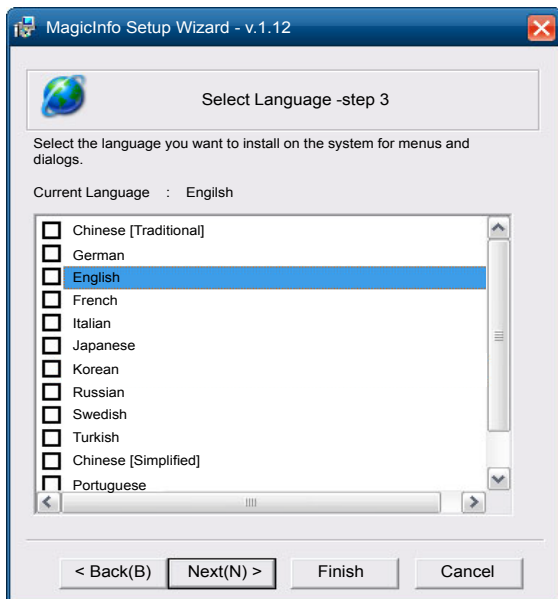 MagicInfo Setup Wizard - v.1.12
Select Language -step 3
Select the language you want to install on the system for menus and
dialogs.
Current Language : Engilsh
Chinese [Traditional]
German
English
French
Italian
Japanese
Korean
Russian
Swedish
Turkish
Chinese [Simplified]
Portuguese
< Back(B) Next(N) > Finish Cancel